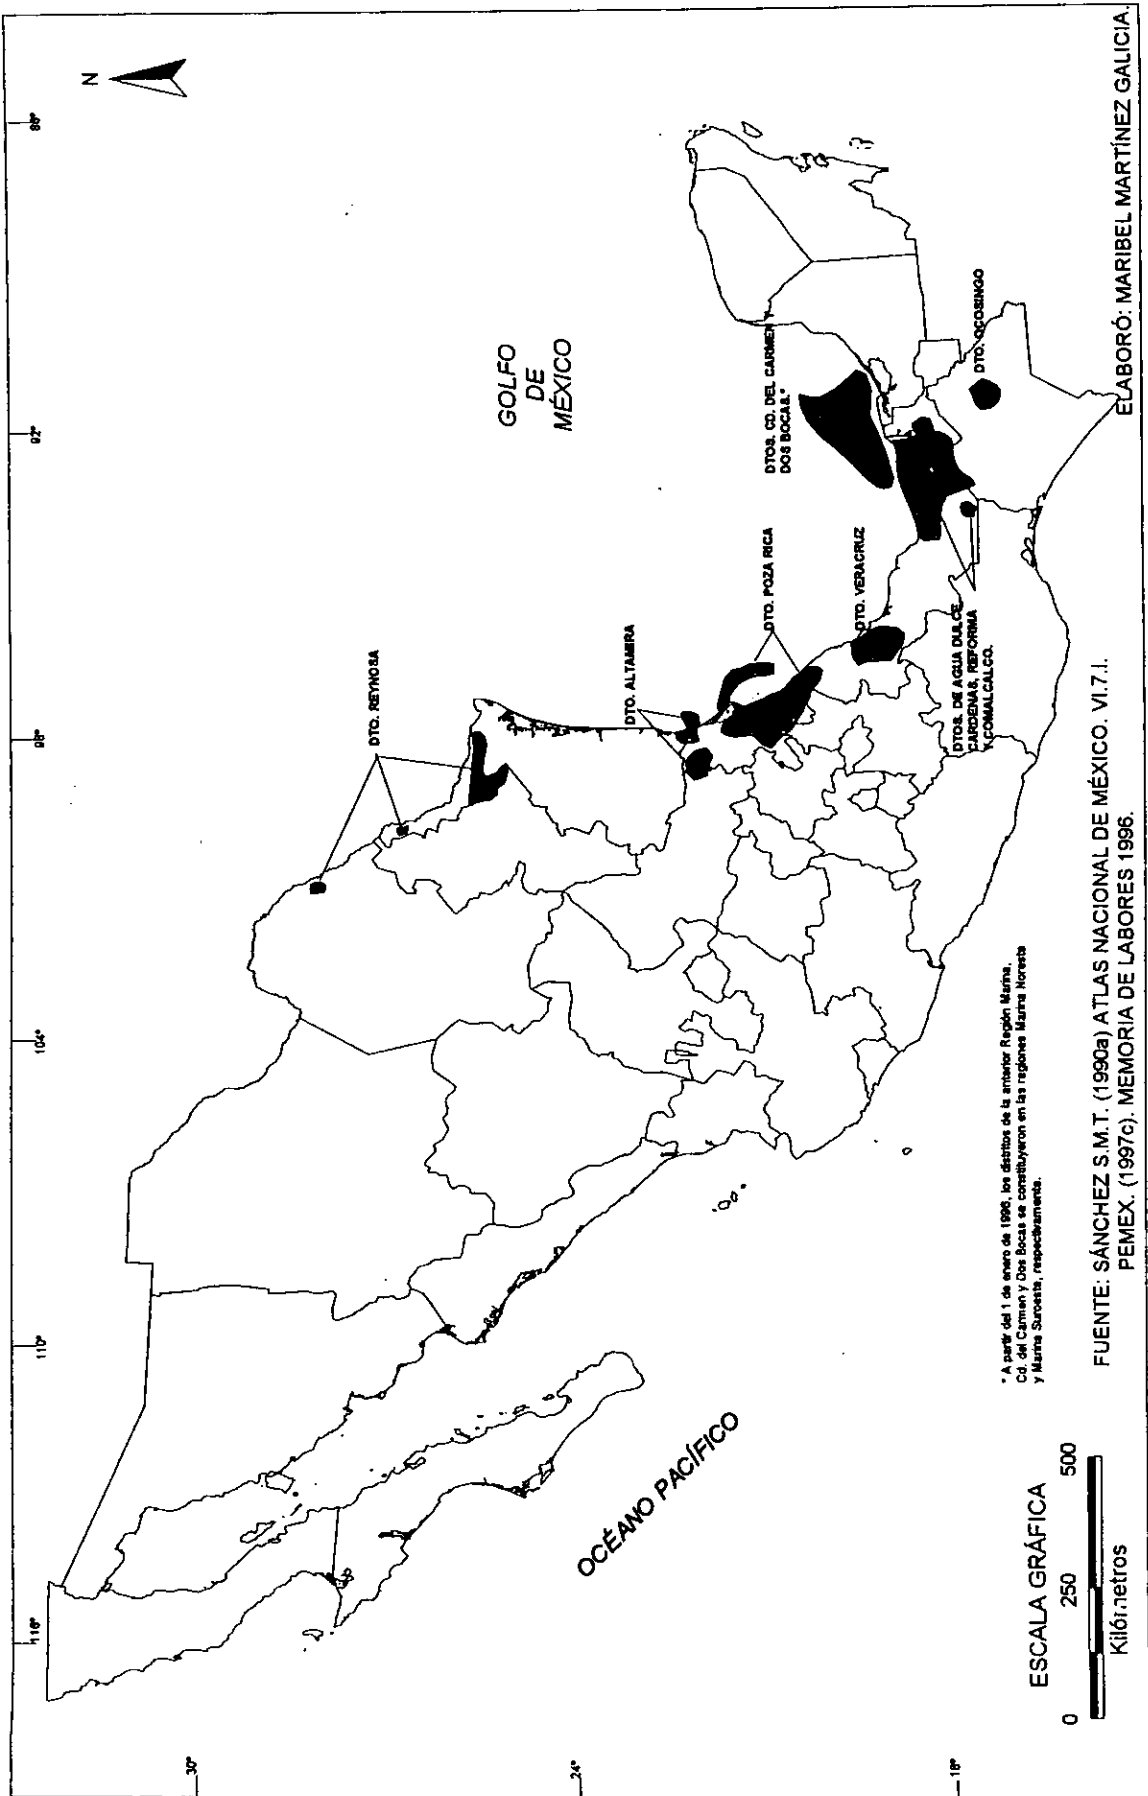 N
116°
110°
104°
98°
92°
86°
30°
24°
18°
GOLFO
DE
MÉXICO
OCÉANO PACÍFICO
DTO. REYNOSA
DTO. ALTAMIRA
DTO. POZA RICA
DTO. VERACRUZ
DTOS. CD. DEL CARMEN Y
DOS BOCAS.*
DTO. OCOSINGO
DTOS. DE AGUA DULCE
CARDENAS, REFORMA
Y COMALCALCO.
* A partir del 1 de enero de 1996, los distritos de la anterior Región Marina,
Cd. del Carmen y Dos Bocas se constituyeron en las regiones Marina Noreste
y Marina Suroeste, respectivamente.
ESCALA GRÁFICA
0 250 500
Kilómetros
FUENTE: SÁNCHEZ S.M.T. (1990a) ATLAS NACIONAL DE MÉXICO. VI.7.I.
PEMEX. (1997c). MEMORIA DE LABORES 1996.
ELABORÓ: MARIBEL MARTÍNEZ GALICIA.